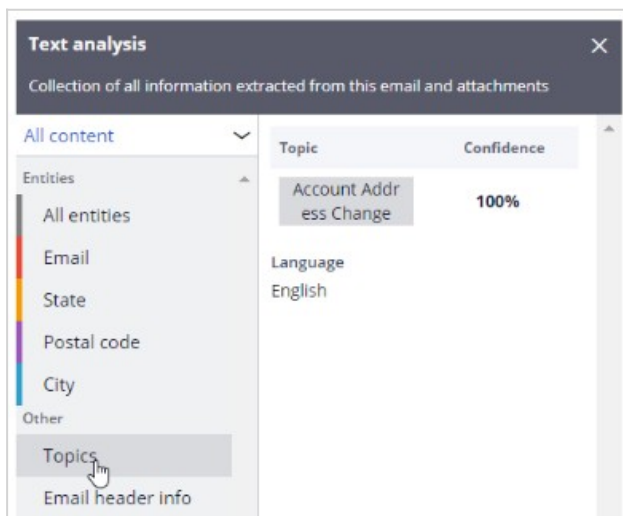 Text analysis
Collection of all information extracted from this email and attachments
All content
Entities
All entities
Email
State
Postal code
City
Other
Topics
Email header info
Topic Confidence
Account Addr
ess Change
100%
Language
English